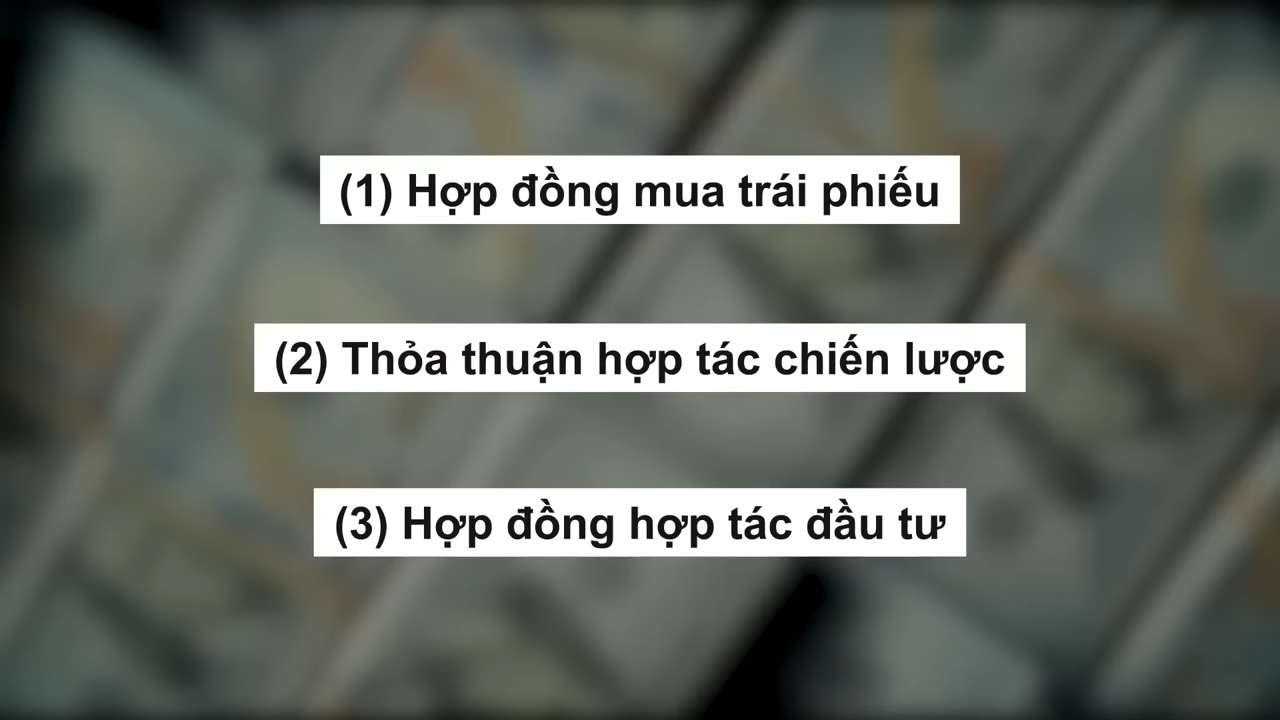 (1) Hợp đồng mua trái phiếu
(2) Thỏa thuận hợp tác chiến lược
(3) Hợp đồng hợp tác đầu tư